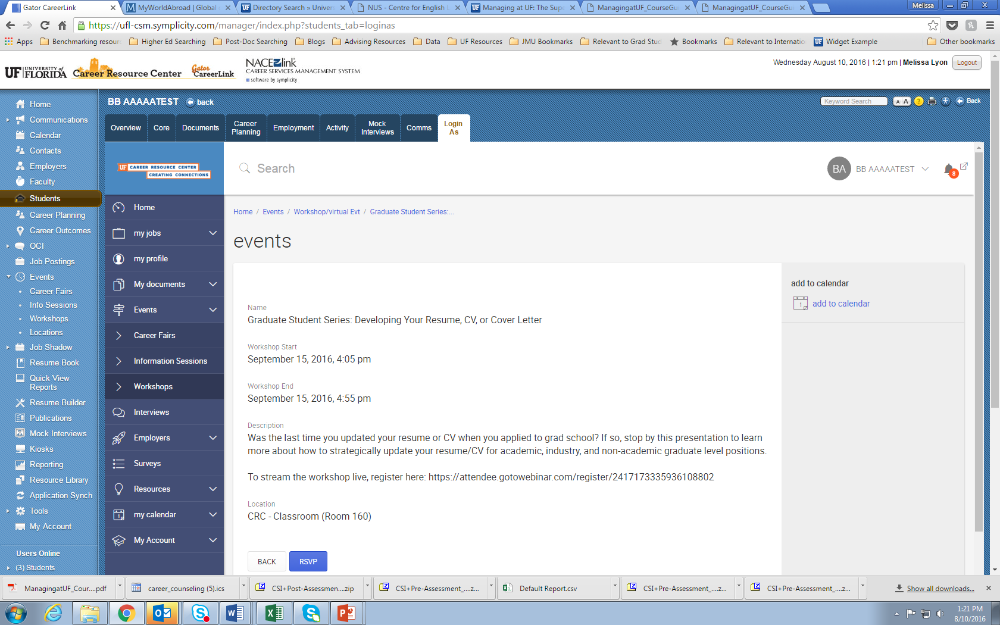 Gator CareerLink
MyWorldAbroad | Global
Directory Search » Univers
NUS - Centre for English L
Managing at UF: The Supe
ManagingatUF_CourseGu
ManagingatUF_CourseGu
Melissa
https://ufl-csm.symplicity.com/manager/index.php?students_tab=loginas
Apps
Benchmarking resour
Higher Ed Searching
Post-Doc Searching
Blogs
Advising Resources
Data
UF Resources
JMU Bookmarks
Relevant to Grad Stud
Bookmarks
Relevant to Internatio
Widget Example
Other bookmarks
UF UNIVERSITY of FLORIDA
Career Resource Center
Gator CareerLink
NACElink
CAREER SERVICES MANAGEMENT SYSTEM
software by symplicity
Wednesday August 10, 2016 | 1:21 pm | Melissa Lyon
Logout
Home
Communications
Calendar
Contacts
Employers
Faculty
Students
Career Planning
Career Outcomes
OCI
Job Postings
Events
Career Fairs
Info Sessions
Workshops
Locations
Job Shadow
Resume Book
Quick View
Reports
Resume Builder
Publications
Mock Interviews
Kiosks
Reporting
Resource Library
Application Synch
Tools
My Account
Users Online
(3) Students
BB AAAAATEST
back
Keyword Search
A A
?
Back
Overview
Core
Documents
Career
Planning
Employment
Activity
Mock
Interviews
Comms
Login
As
UF CAREER RESOURCE CENTER
CREATING CONNECTIONS
Search
BA
BB AAAAATEST
8
Home
my jobs
my profile
My documents
Events
Career Fairs
Information Sessions
Workshops
Interviews
Employers
Surveys
Resources
my calendar
My Account
Home / Events / Workshop/virtual Evt / Graduate Student Series:...
events
Name
Graduate Student Series: Developing Your Resume, CV, or Cover Letter
Workshop Start
September 15, 2016, 4:05 pm
Workshop End
September 15, 2016, 4:55 pm
Description
Was the last time you updated your resume or CV when you applied to grad school? If so, stop by this presentation to learn
more about how to strategically update your resume/CV for academic, industry, and non-academic graduate level positions.
To stream the workshop live, register here: https://attendee.gotowebinar.com/register/2417173335936108802
Location
CRC - Classroom (Room 160)
BACK
RSVP
add to calendar
1
add to calendar
ManagingatUF_Cour....pdf
career_counseling (5).ics
CSI+Post-Assessmen....zip
CSI+Pre-Assessment_....z...
Default Report.csv
CSI+Pre-Assessment_....z...
CSI+Pre-Assessment_....z...
Show all downloads...
1:21 PM
8/10/2016